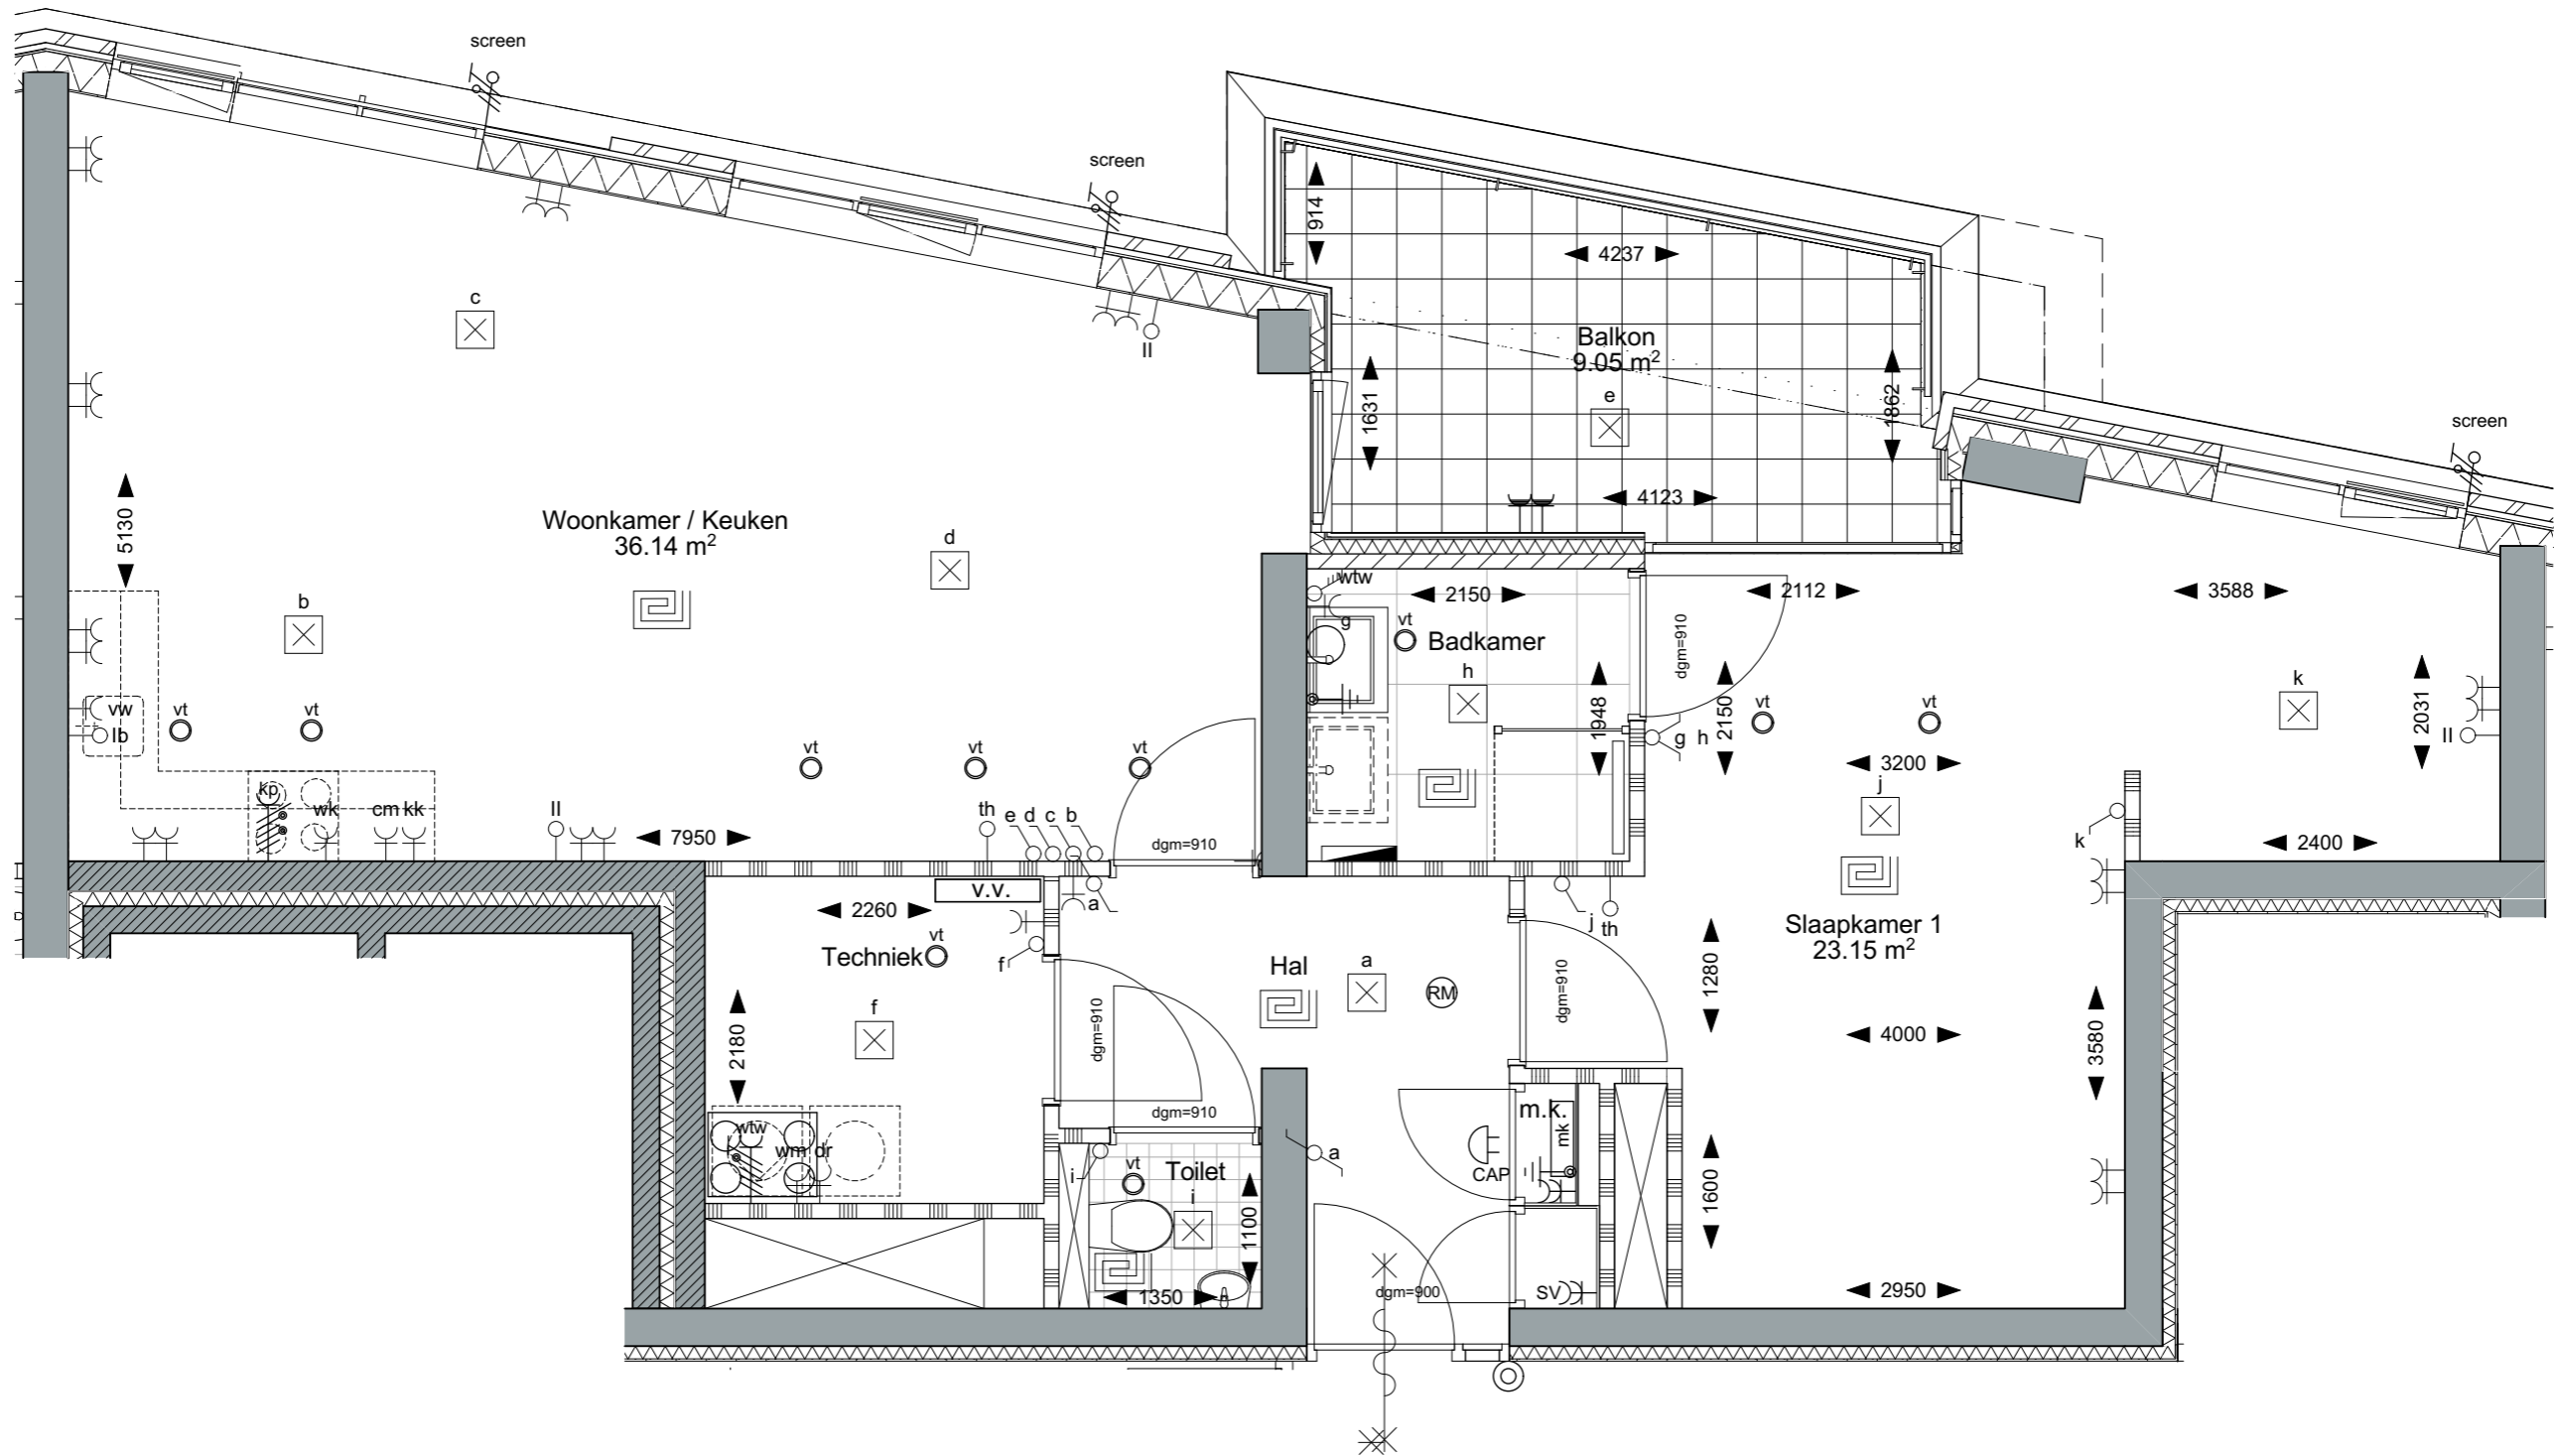 screen
screen
screen
914
4237
Balkon
9.05 m²
e
1631
1862
4123
c
II
Woonkamer / Keuken
36.14 m²
d
5130
b
vw
Ib
vt
vt
vt
vt
vt
kp
wk
cm
kk
II
7950
th
e
d
c
b
dgm=910
wtw
g
2150
vt
Badkamer
h
1948
dgm=910
2112
3588
2150
g
h
vt
vt
3200
j
k
2031
II
k
2400
v.v.
2260
vt
Techniek
f
a
f
2180
dgm=910
dgm=910
Hal
a
RM
j
th
dgm=910
Slaapkamer 1
23.15 m²
1280
4000
3580
wtw
wm
dr
i
vt
Toilet
i
1100
1350
a
m.k.
mk
CAP
1600
SV
dgm=900
2950